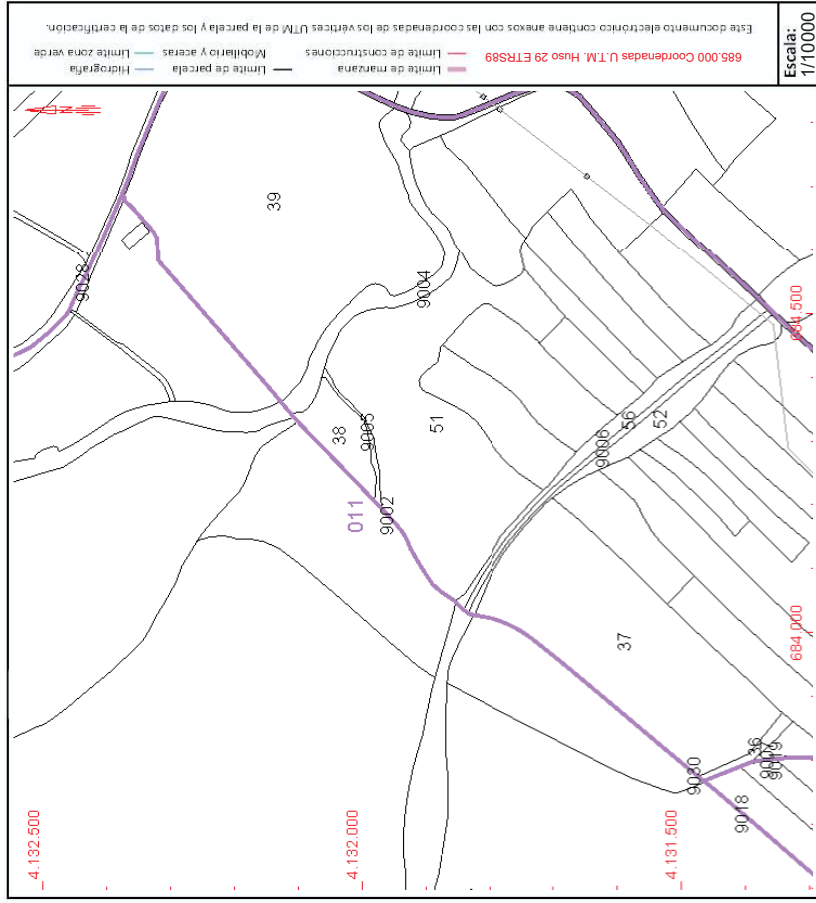 Este documento electrónico contiene anexos con las coordenadas de los vértices UTM de la parcela y los datos de la certificación.
685.000 Coordenadas U.T.M. Huso 29 ETRS89
Límite de manzana
Límite de construcciones
Límite de parcela
Mobiliario y aceras
Hidrografía
Límite zona verde
Escala:
1/10000
4.132.500
4.132.000
4.131.500
684.500
684.000
9028
39
9004
38
9005
51
011
9002
9006
56
52
37
36
9030
9018
9019